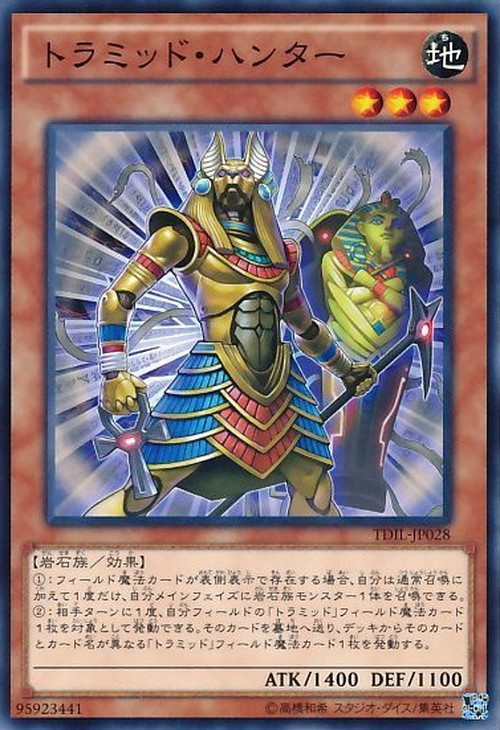 トラミッド・ハンター
地
TDIL-JP028
【岩石族/効果】
①:フィールド魔法カードが表側表示で存在する場合、自分は通常召喚に
加えて1度だけ、自分メインフェイズに岩石族モンスター1体を召喚できる。
②:相手ターンに1度、自分フィールドの「トラミッド」フィールド魔法カード
1枚を対象として発動できる。そのカードを墓地へ送り、デッキからそのカード
とカード名が異なる「トラミッド」フィールド魔法カード1枚を発動する。
ATK/1400 DEF/1100
95923441 ©高橋和希 スタジオ・ダイス/集英社